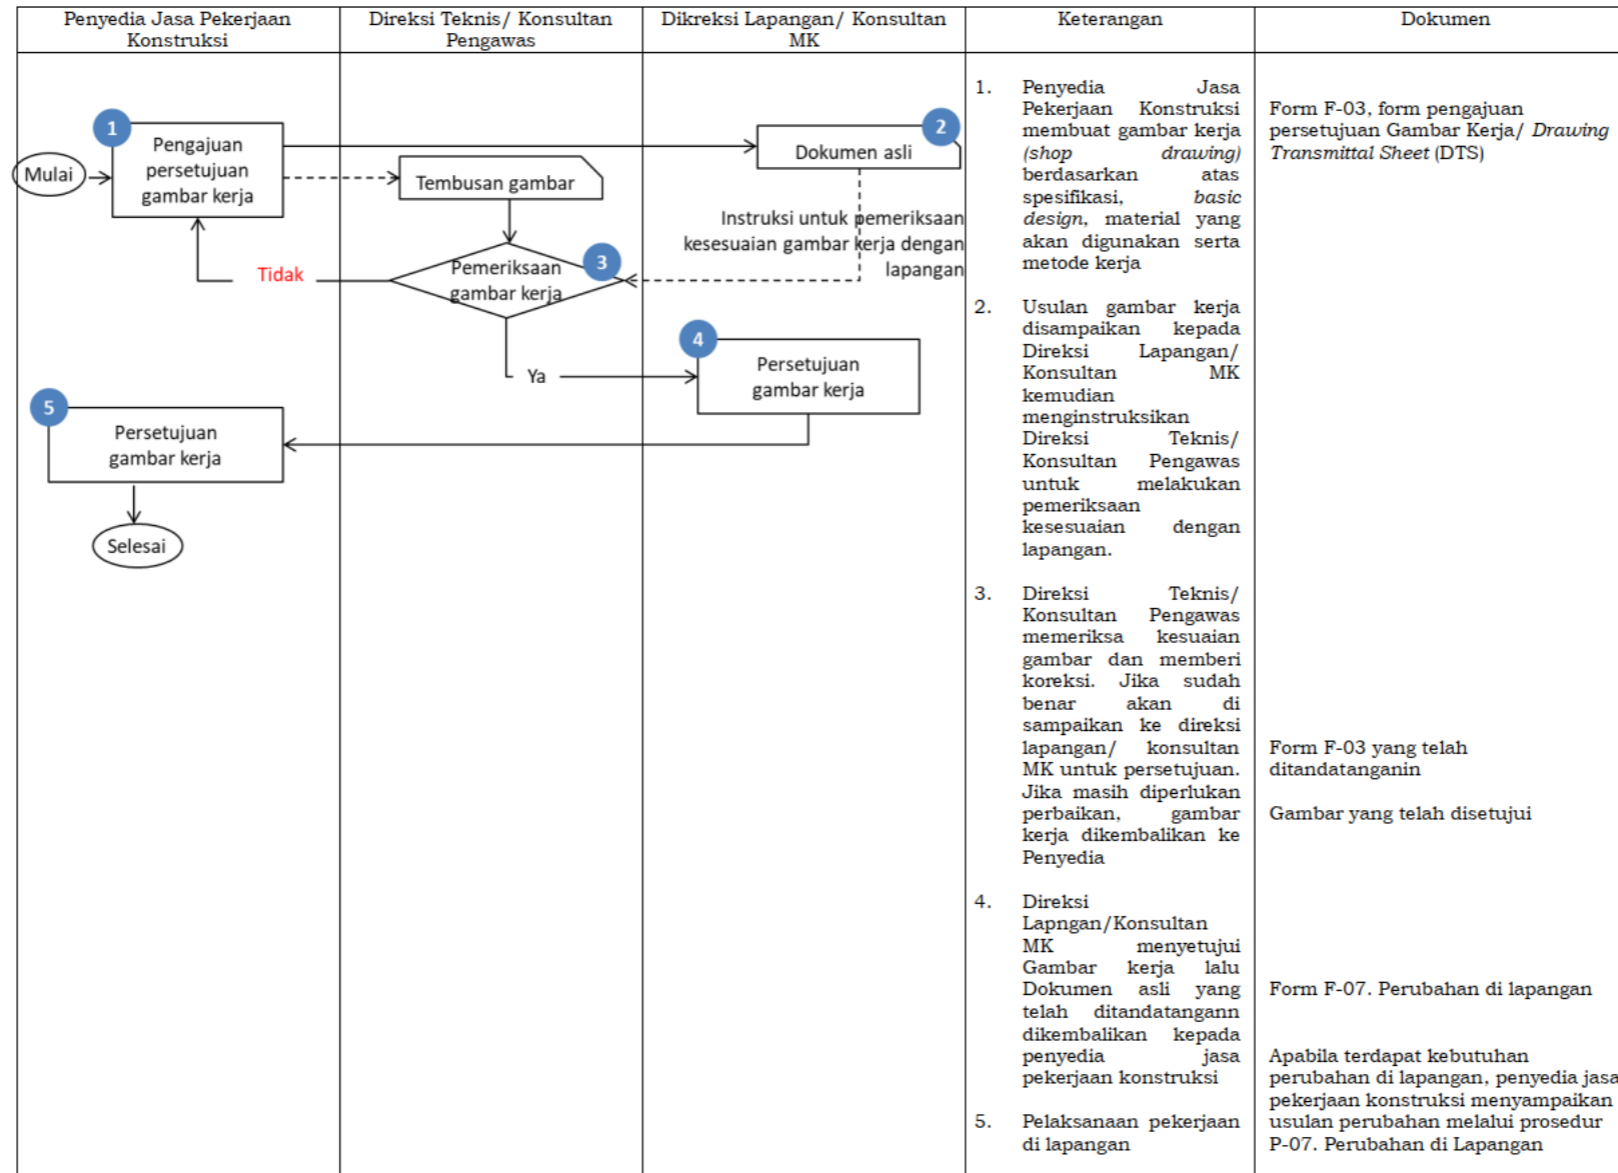 Penyedia Jasa Pekerjaan
Konstruksi
Direksi Teknis/ Konsultan
Pengawas
Dikreksi Lapangan/ Konsultan
MK
Keterangan
Dokumen
Mulai
1
Pengajuan
persetujuan
gambar kerja
Tembusan gambar
2
Dokumen asli
Instruksi untuk pemeriksaan
kesesuaian gambar kerja dengan
lapangan
Tidak
3
Pemeriksaan
gambar kerja
Ya
4
Persetujuan
gambar kerja
5
Persetujuan
gambar kerja
Selesai
1. Penyedia Jasa
Pekerjaan Konstruksi
membuat gambar kerja
(shop drawing)
berdasarkan atas
spesifikasi, basic
design, material yang
akan digunakan serta
metode kerja
2. Usulan gambar kerja
disampaikan kepada
Direksi Lapangan/
Konsultan MK
kemudian
menginstruksikan
Direksi Teknis/
Konsultan Pengawas
untuk melakukan
pemeriksaan
kesesuaian dengan
lapangan.
3. Direksi Teknis/
Konsultan Pengawas
memeriksa kesuaian
gambar dan memberi
koreksi. Jika sudah
benar akan di
sampaikan ke direksi
lapangan/ konsultan
MK untuk persetujuan.
Jika masih diperlukan
perbaikan, gambar
kerja dikembalikan ke
Penyedia
4. Direksi
Lapngan/Konsultan
MK menyetujui
Gambar kerja lalu
Dokumen asli yang
telah ditandatangann
dikembalikan kepada
penyedia jasa
pekerjaan konstruksi
5. Pelaksanaan pekerjaan
di lapangan
Form F-03, form pengajuan
persetujuan Gambar Kerja/ Drawing
Transmittal Sheet (DTS)
Form F-03 yang telah
ditandatanganin
Gambar yang telah disetujui
Form F-07. Perubahan di lapangan
Apabila terdapat kebutuhan
perubahan di lapangan, penyedia jasa
pekerjaan konstruksi menyampaikan
usulan perubahan melalui prosedur
P-07. Perubahan di Lapangan